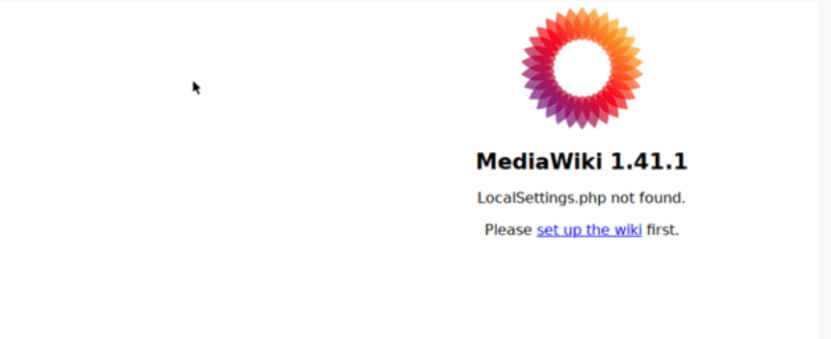 MediaWiki 1.41.1
LocalSettings.php not found.
Please set up the wiki first.